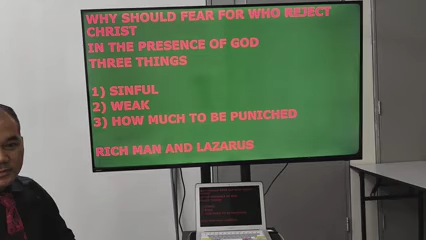 WHY SHOULD FEAR FOR WHO REJECT
CHRIST
IN THE PRESENCE OF GOD
THREE THINGS
1) SINFUL
2) WEAK
3) HOW MUCH TO BE PUNICHED
RICH MAN AND LAZARUS